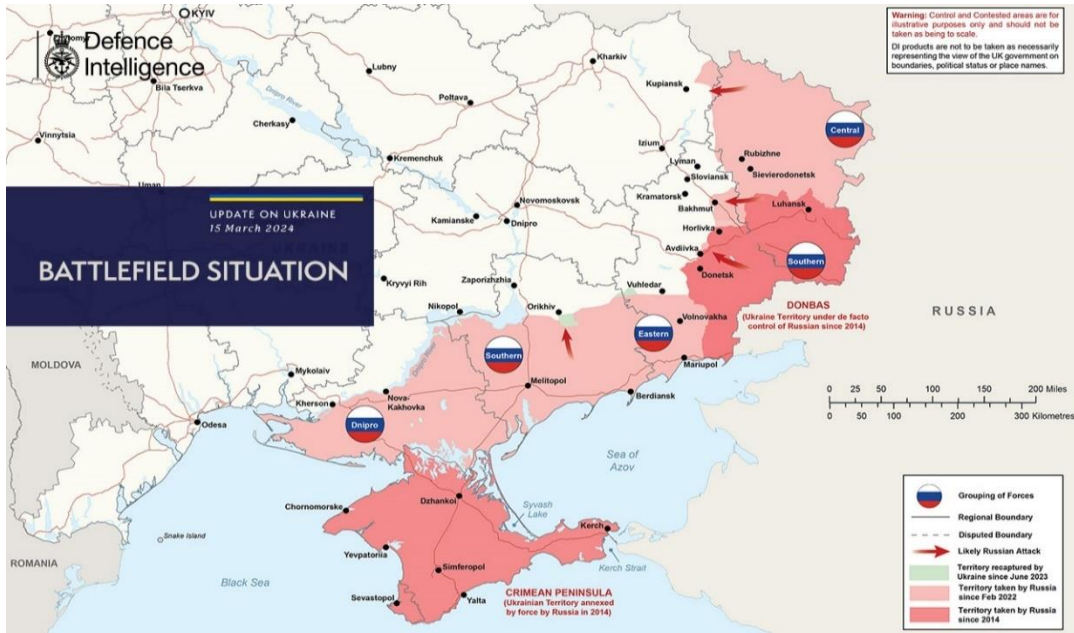 KYIV
Defence
Intelligence
Bila Tserkva
Vinnytsia
Uman
Cherkasy
Dnipro River
Lubny
Poltava
Kremenchuk
Kharkiv
Kupiansk
Izium
Lyman
Sloviansk
Kramatorsk
Bakhmut
Rubizhne
Sievierodonetsk
Luhansk
Horlivka
Avdiivka
Donetsk
Central
Southern
Warning: Control and Contested areas are for
illustrative purposes only and should not be
taken as being to scale.
DI products are not to be taken as necessarily
representing the view of the UK government on
boundaries, political status or place names.
UPDATE ON UKRAINE
15 March 2024
BATTLEFIELD SITUATION
Novomoskovsk
Kamianske
Dnipro
Kryvyi Rih
Zaporizhzhia
Nikopol
Orikhiv
Vuhledar
Volnovakha
Eastern
Southern
Mariupol
Melitopol
Berdiansk
DONBAS
(Ukraine Territory under de facto
control of Russian since 2014)
RUSSIA
MOLDOVA
Mykolaiv
Kherson
Nova-
Kakhovka
Dnipro
Odesa
Sea of
Azov
0 25 50 100 150 200 Miles
0 50 100 200 300 Kilometres
Chornomorske
Dzhankoi
Syvash
Lake
Kerch
Kerch Strait
Yevpatoriia
Simferopol
Sevastopol
Yalta
Snake Island
ROMANIA
Black Sea
CRIMEAN PENINSULA
(Ukrainian Territory annexed
by force by Russia in 2014)
Grouping of Forces
Regional Boundary
Disputed Boundary
Likely Russian Attack
Territory recaptured by
Ukraine since June 2023
Territory taken by Russia
since Feb 2022
Territory taken by Russia
since 2014